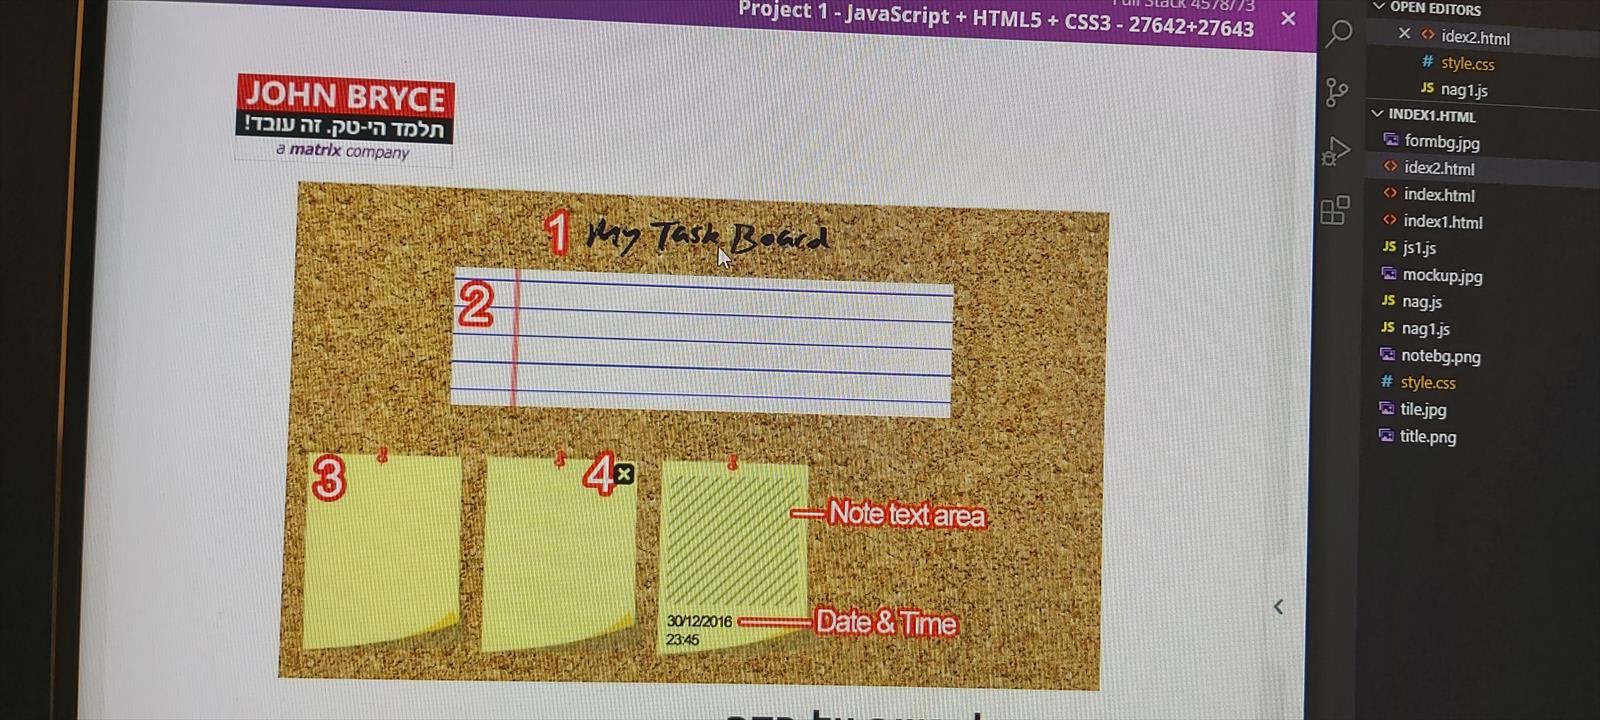 Full Stack 4578/73
Project 1 - JavaScript + HTML5 + CSS3 - 27642+27643
JOHN BRYCE
תלמד היי-טק. זה עובד!
a matrix company
1 My Task Board
2
3
4
Note text area
30/12/2016
Date & Time
23:45
OPEN EDITORS
idex2.html
# style.css
JS nag1.js
INDEX1.HTML
formbg.jpg
idex2.html
index.html
index1.html
JS js1.js
mockup.jpg
JS nag.js
JS nag1.js
notebg.png
# style.css
tile.jpg
title.png